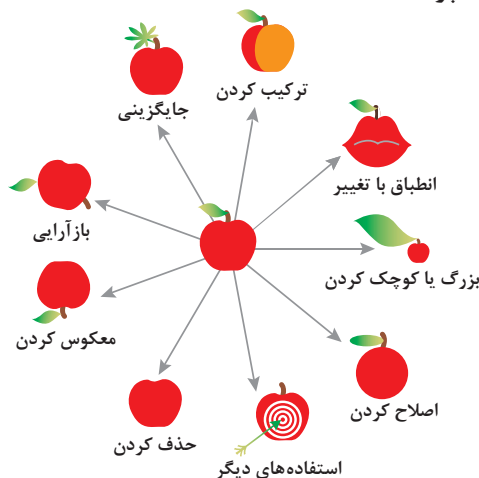 ترکیب کردن
جایگزینی
انطباق با تغییر
بازآرایی
بزرگ یا کوچک کردن
معکوس کردن
اصلاح کردن
حذف کردن
استفاده‌های دیگر